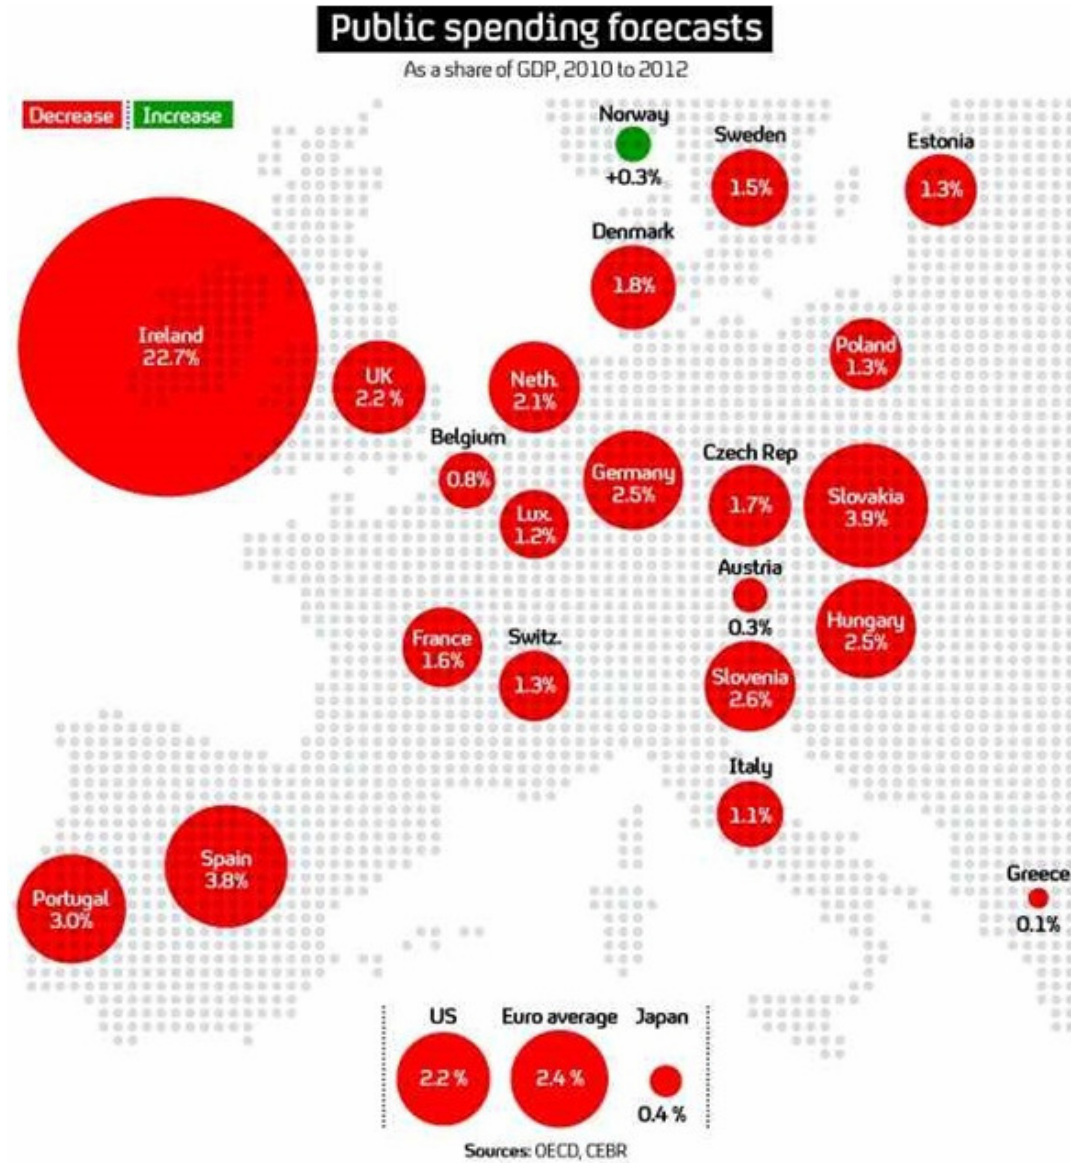 Public spending forecasts
As a share of GDP, 2010 to 2012
Decrease Increase
Norway
+0.3%
Sweden
1.5%
Estonia
1.3%
Denmark
1.8%
Ireland
22.7%
UK
2.2 %
Neth.
2.1%
Poland
1.3%
Belgium
0.8%
Lux.
1.2%
Germany
2.5%
Czech Rep
1.7%
Slovakia
3.9%
Austria
0.3%
Hungary
2.5%
France
1.6%
Switz.
1.3%
Slovenia
2.6%
Italy
1.1%
Spain
3.8%
Portugal
3.0%
Greece
0.1%
US
2.2 %
Euro average
2.4 %
Japan
0.4 %
Sources: OECD, CEBR